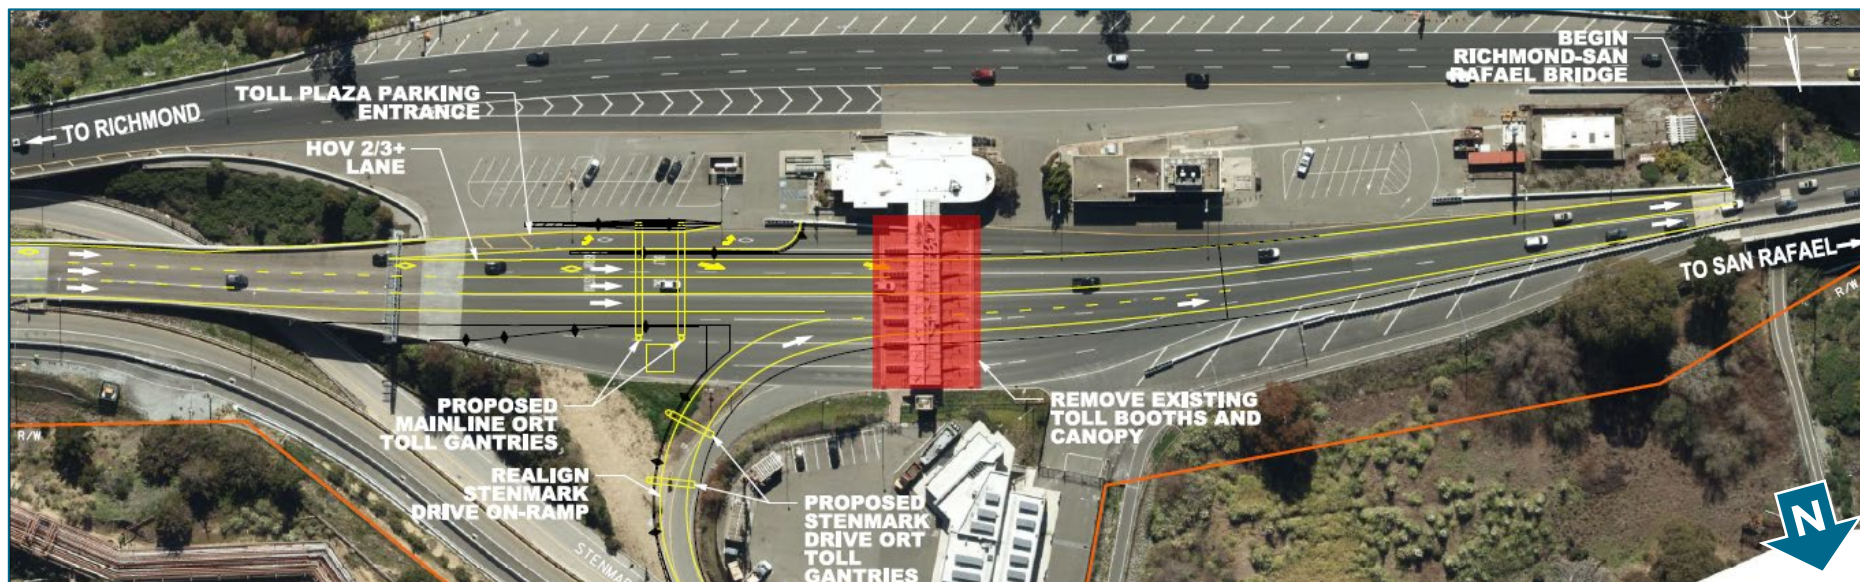 BEGIN
RICHMOND-SAN
RAFAEL BRIDGE
TOLL PLAZA PARKING
ENTRANCE
TO RICHMOND
HOV 2/3+
LANE
TO SAN RAFAEL
R/W
PROPOSED
MAINLINE ORT
TOLL GANTRIES
REMOVE EXISTING
TOLL BOOTHS AND
CANOPY
R/W
REALIGN
STENMARK
DRIVE ON-RAMP
PROPOSED
STENMARK
DRIVE ORT
TOLL
GANTRIES
N